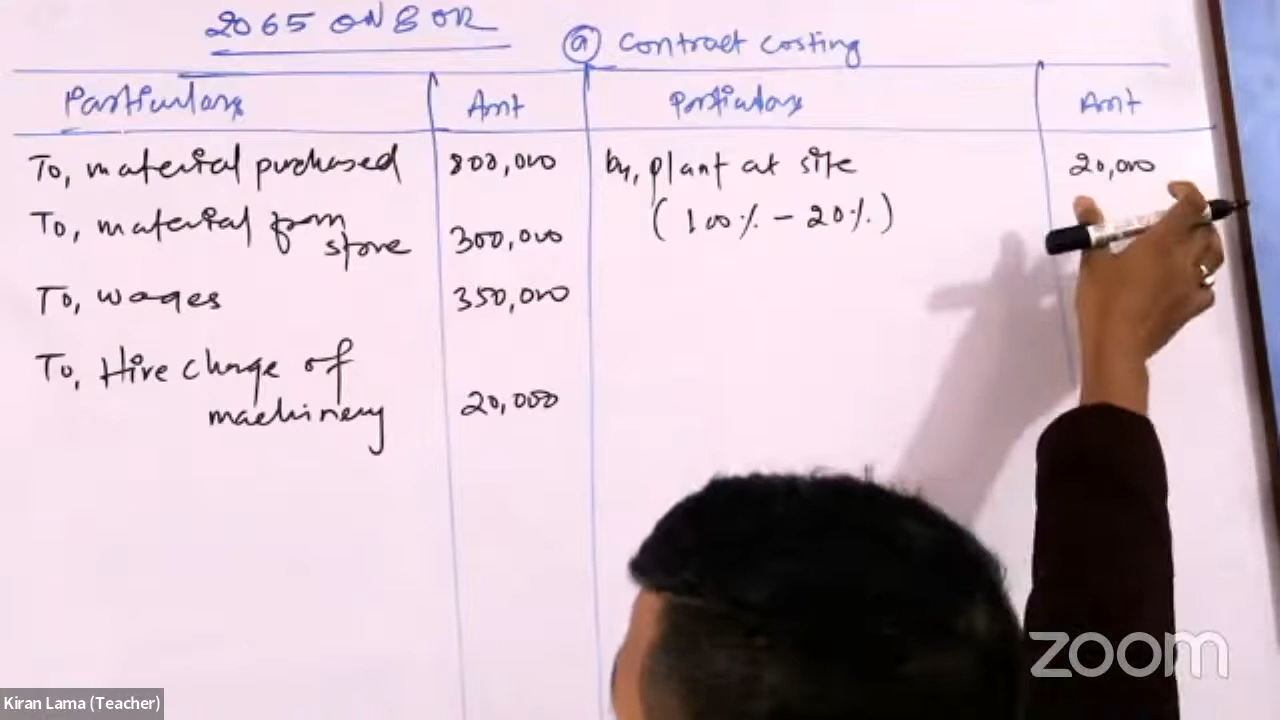 2065 ON 8 OR
(a) Contract Costing
Particulars Amt Particulars Amt
To, material purchased 800,000 by, plant at site 20,000
(100% - 20%)
To, material from store 300,000
To, wages 350,000
To, Hire charge of
machinery 20,000
zoom
Kiran Lama (Teacher)